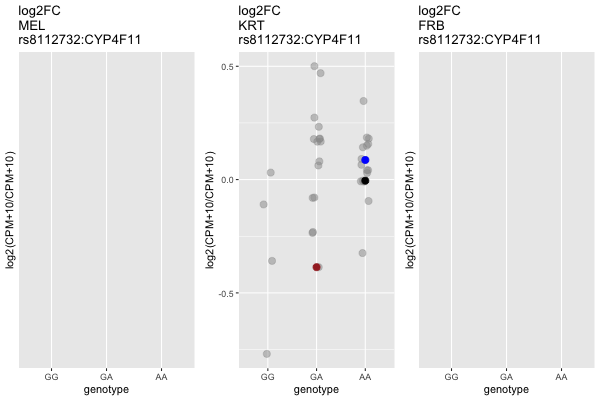 log2FC
MEL
rs8112732:CYP4F11
log2(CPM+10/CPM+10)
GG GA AA
genotype
log2FC
KRT
rs8112732:CYP4F11
log2(CPM+10/CPM+10)
0.5
0.0
-0.5
GG GA AA
genotype
log2FC
FRB
rs8112732:CYP4F11
log2(CPM+10/CPM+10)
GG GA AA
genotype